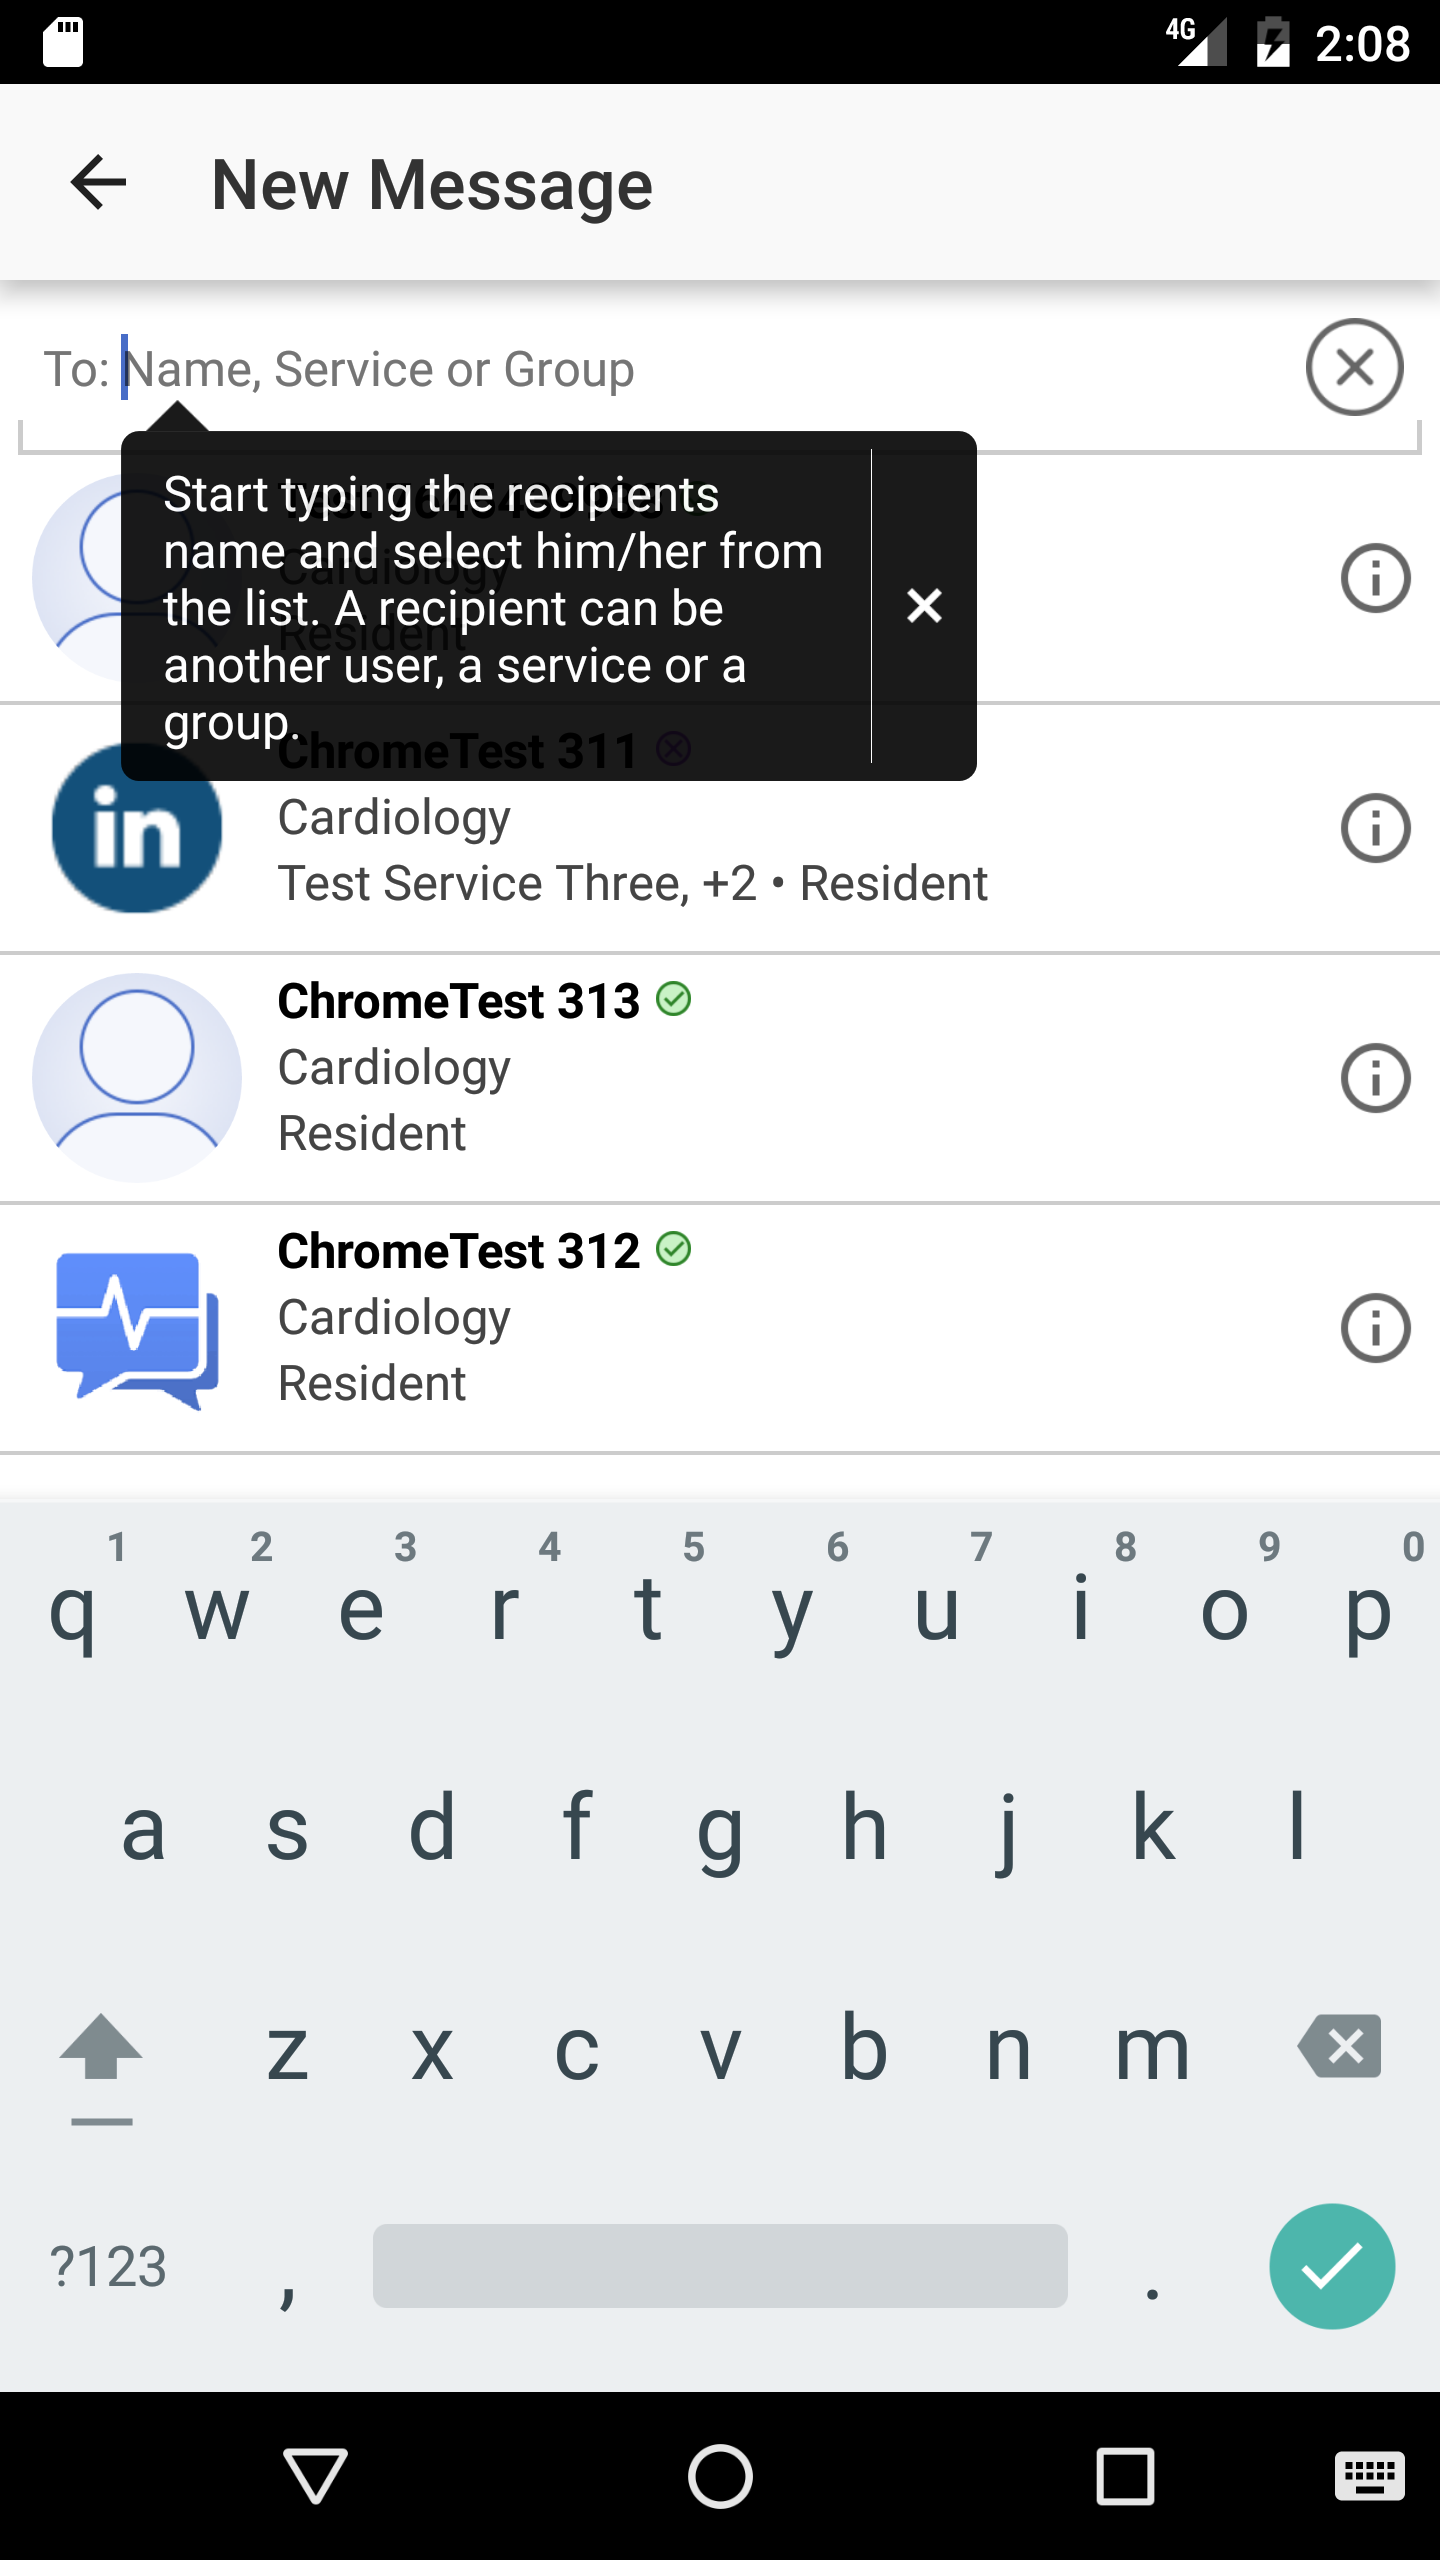 4G 2:08
New Message
To: Name, Service or Group
Start typing the recipients
name and select him/her from
the list. A recipient can be
another user, a service or a
group.
Cardiology
Resident
ChromeTest 311
in
Cardiology
Test Service Three, +2 • Resident
ChromeTest 313
Cardiology
Resident
ChromeTest 312
Cardiology
Resident
1 2 3 4 5 6 7 8 9 0
q w e r t y u i o p
a s d f g h j k l
z x c v b n m
?123 , .